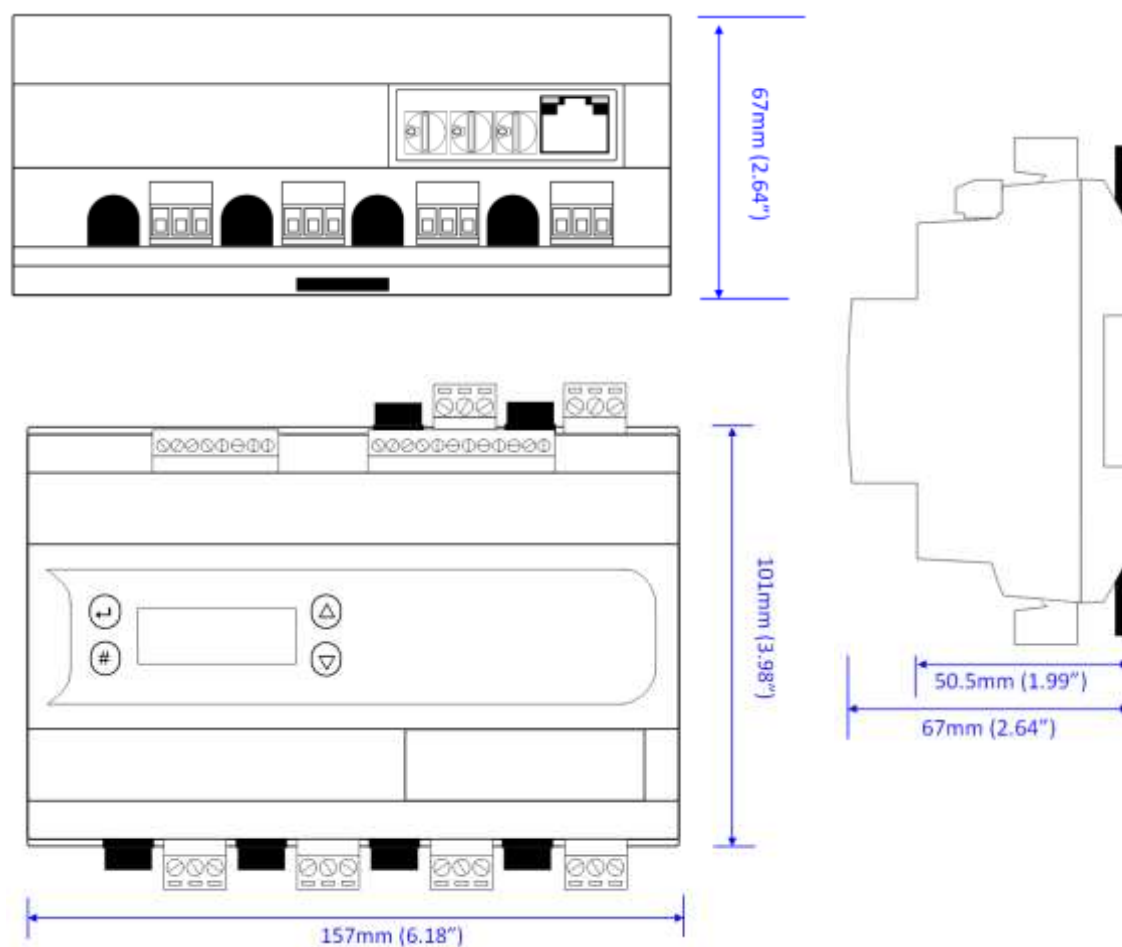 67mm (2.64″)
#
101mm (3.98″)
50.5mm (1.99″)
67mm (2.64″)
157mm (6.18″)